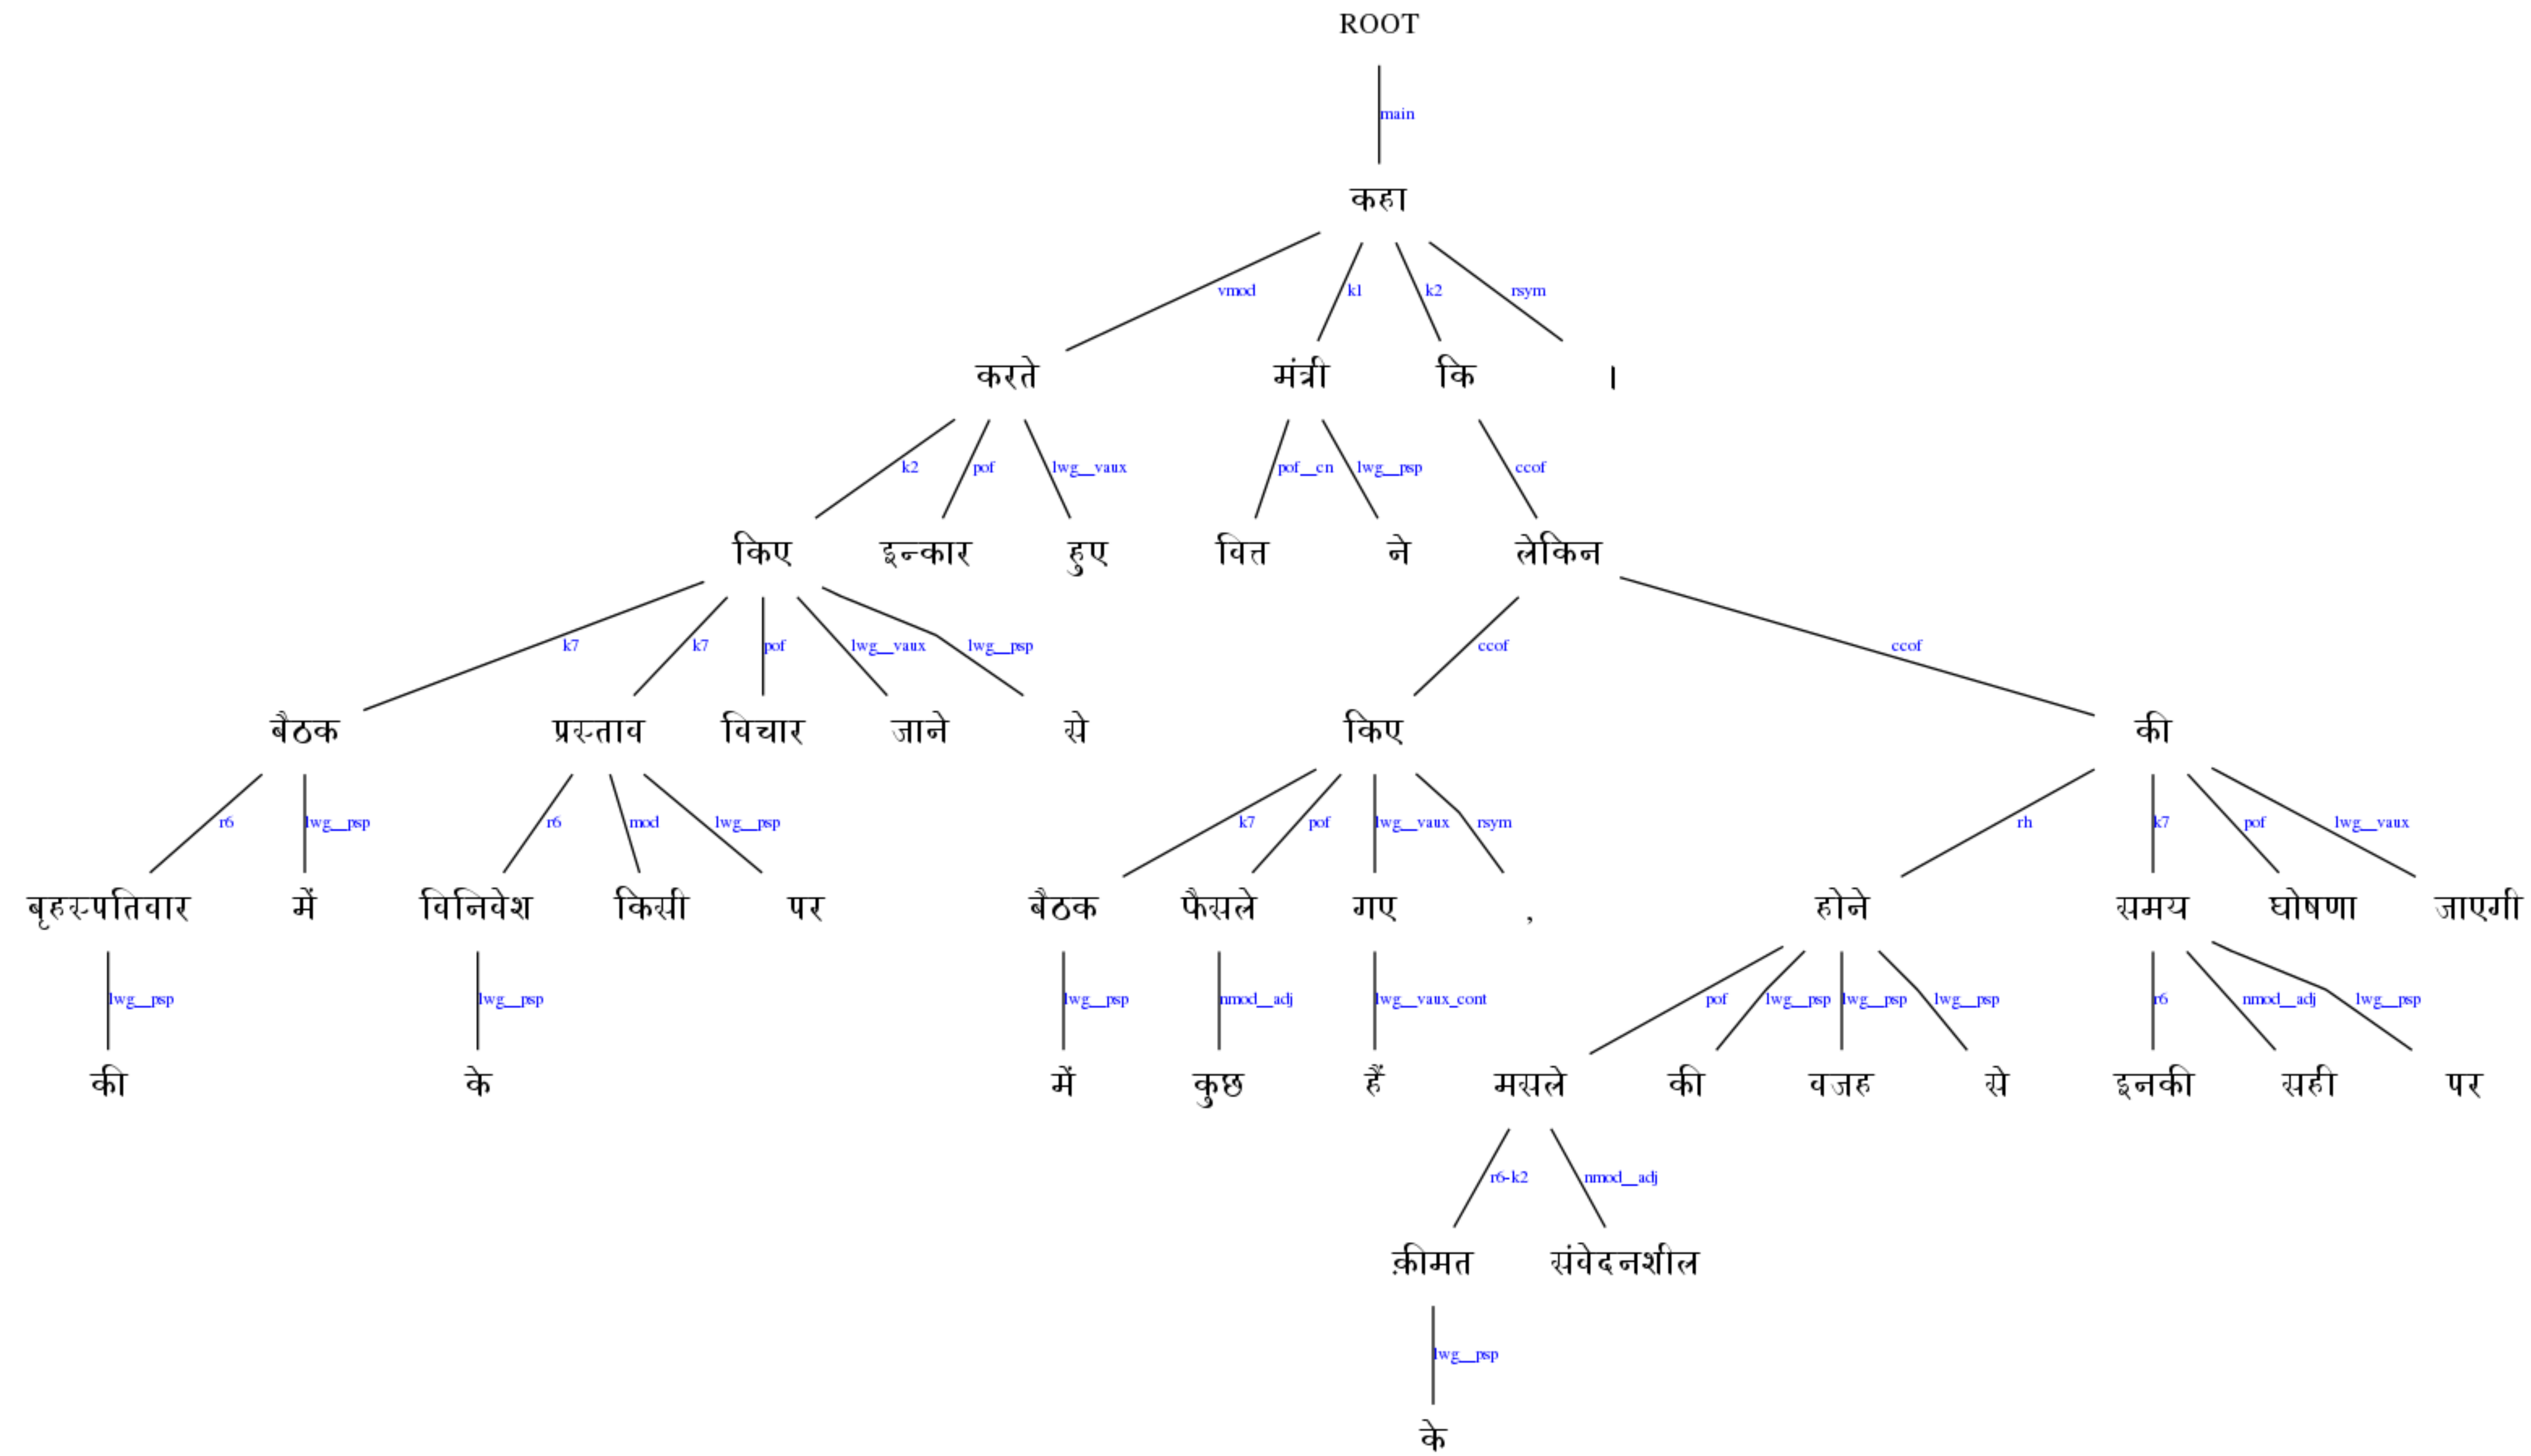 ROOT
main
कहा
vmod k1 k2 rsym
करते मंत्री कि ।
k2 pof lwg__vaux pof__cn lwg__psp ccof
किए इन्कार हुए वित्त ने लेकिन
k7 k7 pof lwg__vaux lwg__psp ccof ccof
बैठक प्रस्ताव विचार जाने से किए की
r6 lwg__psp r6 mod lwg__psp k7 pof lwg__vaux rsym rh k7 pof lwg__vaux
बृहस्पतिवार में विनिवेश किसी पर बैठक फैसले गए , होने समय घोषणा जाएगी
lwg__psp lwg__psp lwg__psp nmod__adj lwg__vaux_cont pof lwg__psp lwg__psp lwg__psp r6 nmod__adj lwg__psp
की के में कुछ हैं मसले की वजह से इनकी सही पर
r6-k2 nmod__adj
क़ीमत संवेदनशील
lwg__psp
के